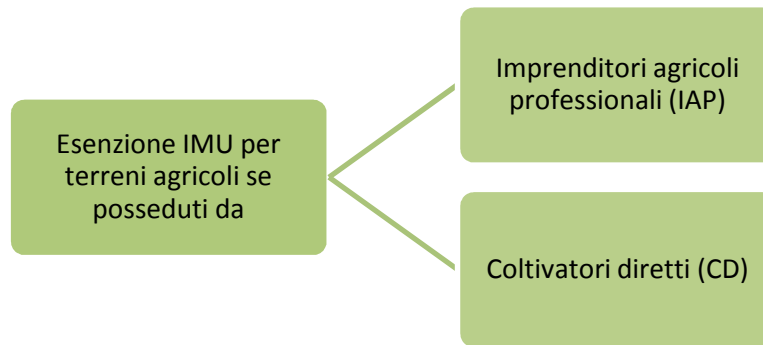 Esenzione IMU per
terreni agricoli se
posseduti da
Imprenditori agricoli
professionali (IAP)
Coltivatori diretti (CD)